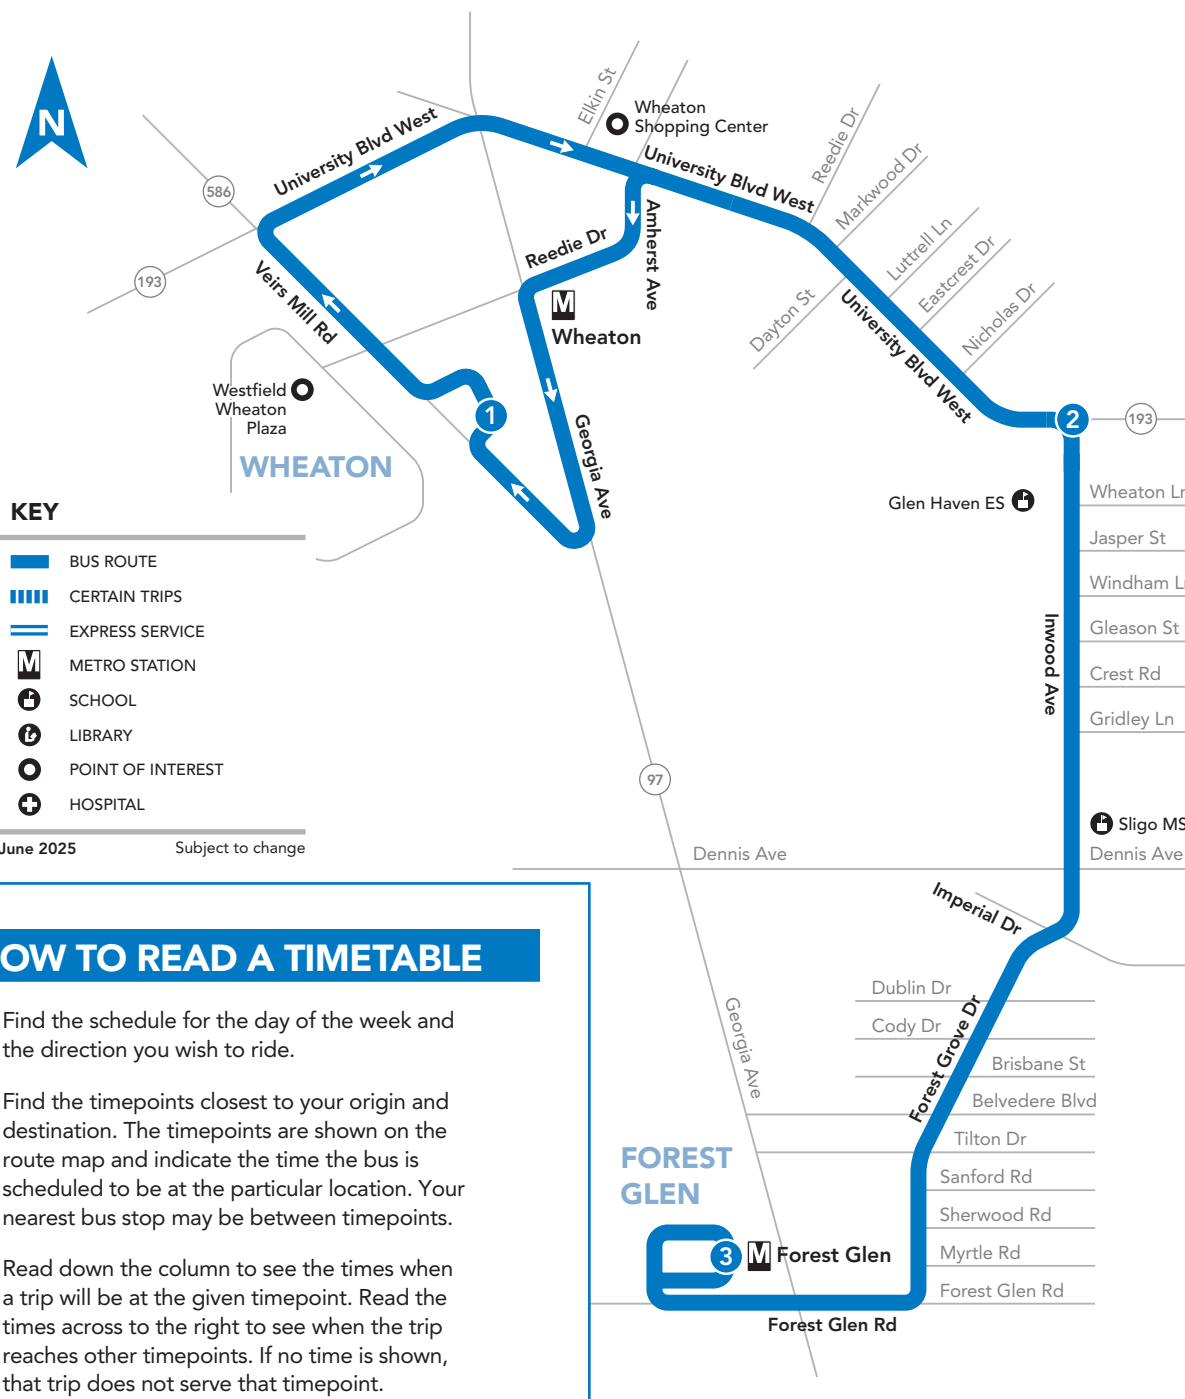 N
Elkin St
Wheaton
Shopping Center
University Blvd West
University Blvd West
Reedie Dr
Markwood Dr
586
Amherst Ave
Luttrell Ln
Reedie Dr
Eastcrest Dr
193
Veirs Mill Rd
M
Wheaton
Dayton St
Nicholas Dr
University Blvd West
Westfield
Wheaton
Plaza
1
2
193
WHEATON
Georgia Ave
Glen Haven ES
Wheaton Ln
Jasper St
Windham Ln
Gleason St
Inwood Ave
Crest Rd
Gridley Ln
KEY
BUS ROUTE
CERTAIN TRIPS
EXPRESS SERVICE
M METRO STATION
SCHOOL
LIBRARY
POINT OF INTEREST
HOSPITAL
June 2025 Subject to change
97
Sligo MS
Dennis Ave
Dennis Ave
Imperial Dr
Dublin Dr
Cody Dr
Georgia Ave
Forest Grove Dr
Brisbane St
Belvedere Blvd
Tilton Dr
FOREST
GLEN
Sanford Rd
Sherwood Rd
3 M Forest Glen
Myrtle Rd
Forest Glen Rd
Forest Glen Rd
OW TO READ A TIMETABLE
Find the schedule for the day of the week and
the direction you wish to ride.
Find the timepoints closest to your origin and
destination. The timepoints are shown on the
route map and indicate the time the bus is
scheduled to be at the particular location. Your
nearest bus stop may be between timepoints.
Read down the column to see the times when
a trip will be at the given timepoint. Read the
times across to the right to see when the trip
reaches other timepoints. If no time is shown,
that trip does not serve that timepoint.